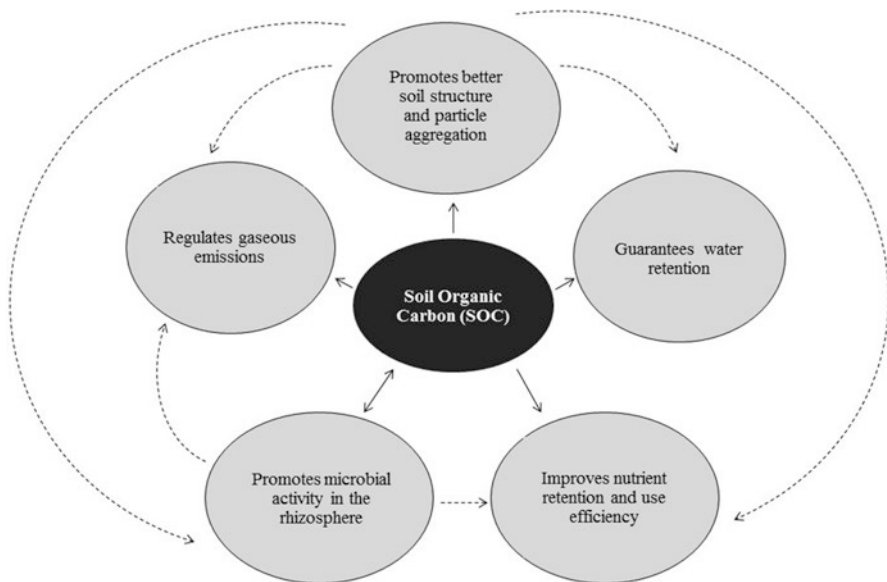 Promotes better
soil structure
and particle
aggregation
Regulates gaseous
emissions
Guarantees water
retention
Soil Organic
Carbon (SOC)
Promotes microbial
activity in the
rhizosphere
Improves nutrient
retention and use
efficiency